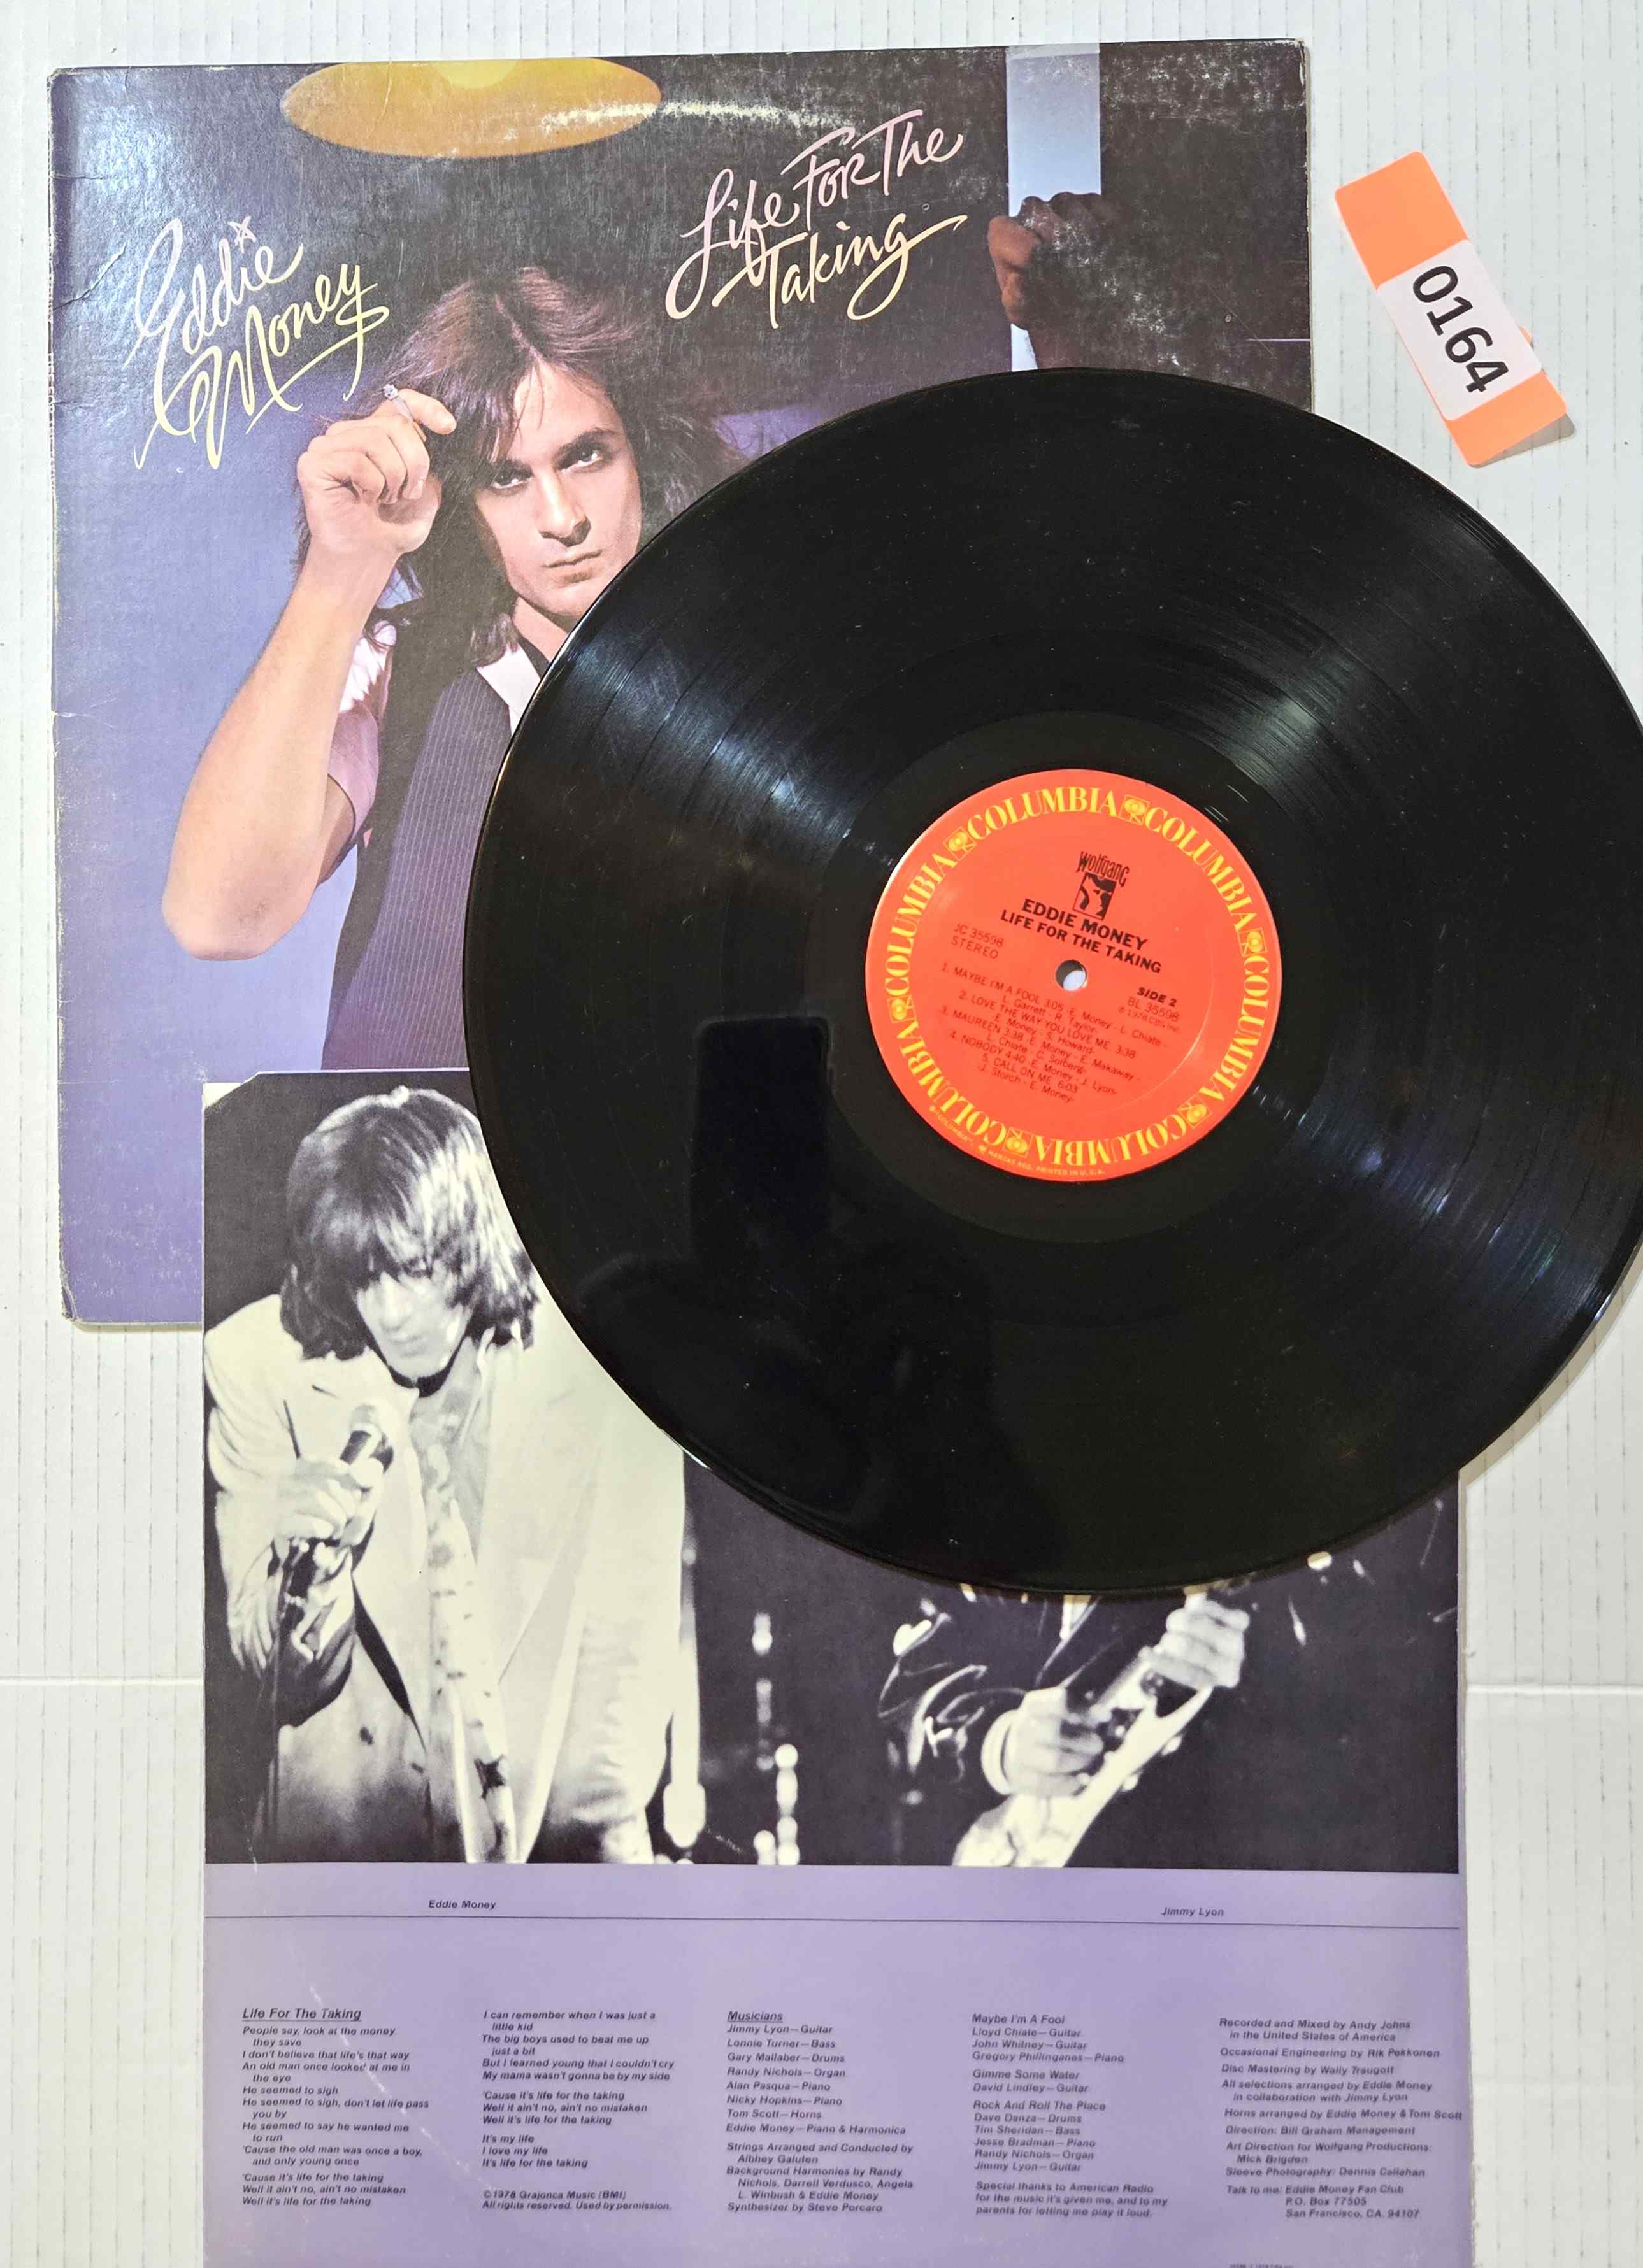 Eddie
Money
Life For The
Taking
0164
COLUMBIA COLUMBIA COLUMBIA COLUMBIA COLUMBIA COLUMBIA COLUMBIA COLUMBIA
Wolfgang
EDDIE MONEY
LIFE FOR THE TAKING
JC 35598
STEREO
SIDE 2
BL 35598
℗ 1978 CBS Inc.
1. MAYBE I'M A FOOL 3:05 -E. Money - L. Chiate -
L. Garrett - R. Taylor-
2. LOVE THE WAY YOU LOVE ME 3:38
-E. Money - S. Howard-
3. MAUREEN 3:38 -E. Money - E. Makaway -
L. Chiate - C. Solberg-
4. NOBODY 4:40 -E. Money - J. Lyon-
5. CALL ON ME 6:03
-J. Storch - E. Money-
MARCAS REG. PRINTED IN U.S.A.
Eddie Money
Jimmy Lyon
Life For The Taking
People say, look at the money
they save
I don't believe that life's that way
An old man once looked at me in
the eye
He seemed to sigh
He seemed to sigh, don't let life pass
you by
He seemed to say he wanted me
to run
'Cause the old man was once a boy,
and only young once
'Cause it's life for the taking
Well it ain't no, ain't no mistaken
Well it's life for the taking
I can remember when I was just a
little kid
The big boys used to beat me up
just a bit
But I learned young that I couldn't cry
My mama wasn't gonna be by my side
'Cause it's life for the taking
Well it ain't no, ain't no mistaken
Well it's life for the taking
It's my life
I love my life
It's life for the taking
©1978 Grajonca Music (BMI)
All rights reserved. Used by permission.
Musicians
Jimmy Lyon—Guitar
Lonnie Turner—Bass
Gary Mallaber—Drums
Randy Nichols—Organ
Alan Pasqua—Piano
Nicky Hopkins—Piano
Tom Scott—Horns
Eddie Money—Piano & Harmonica
Strings Arranged and Conducted by
Albhey Galuten
Background Harmonies by Randy
Nichols, Darrell Verdusco, Angela
L. Winbush & Eddie Money
Synthesizer by Steve Porcaro
Maybe I'm A Fool
Lloyd Chiate—Guitar
John Whitney—Guitar
Gregory Phillinganes—Piano
Gimme Some Water
David Lindley—Guitar
Rock And Roll The Place
Dave Danza—Drums
Tim Sheridan—Bass
Jesse Bradman—Piano
Randy Nichols—Organ
Jimmy Lyon—Guitar
Special thanks to American Radio
for the music it's given me, and to my
parents for letting me play it loud.
Recorded and Mixed by Andy Johns
in the United States of America
Occasional Engineering by Rik Pekkonen
Disc Mastering by Wally Traugott
All selections arranged by Eddie Money
in collaboration with Jimmy Lyon
Horns arranged by Eddie Money & Tom Scott
Direction: Bill Graham Management
Art Direction for Wolfgang Productions:
Mick Brigden
Sleeve Photography: Dennis Callahan
Talk to me: Eddie Money Fan Club
P.O. Box 77505
San Francisco, CA. 94107